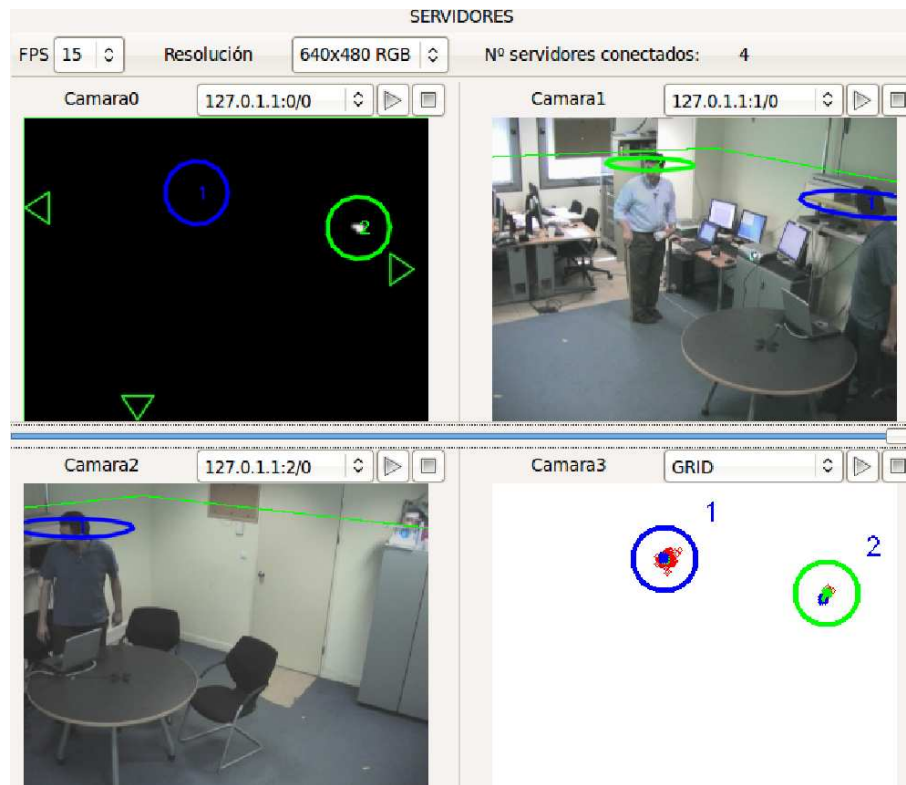 SERVIDORES
FPS 15 Resolución 640x480 RGB Nº servidores conectados: 4
Camara0 127.0.1.1:0/0 Camara1 127.0.1.1:1/0
1
2
1
Camara2 127.0.1.1:2/0 Camara3 GRID
1
2